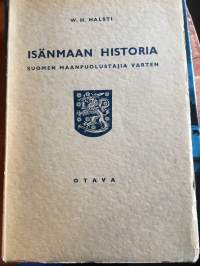 W. H. HALSTI
ISÄNMAAN HISTORIA
SUOMEN MAANPUOLUSTAJIA VARTEN
OTAVA